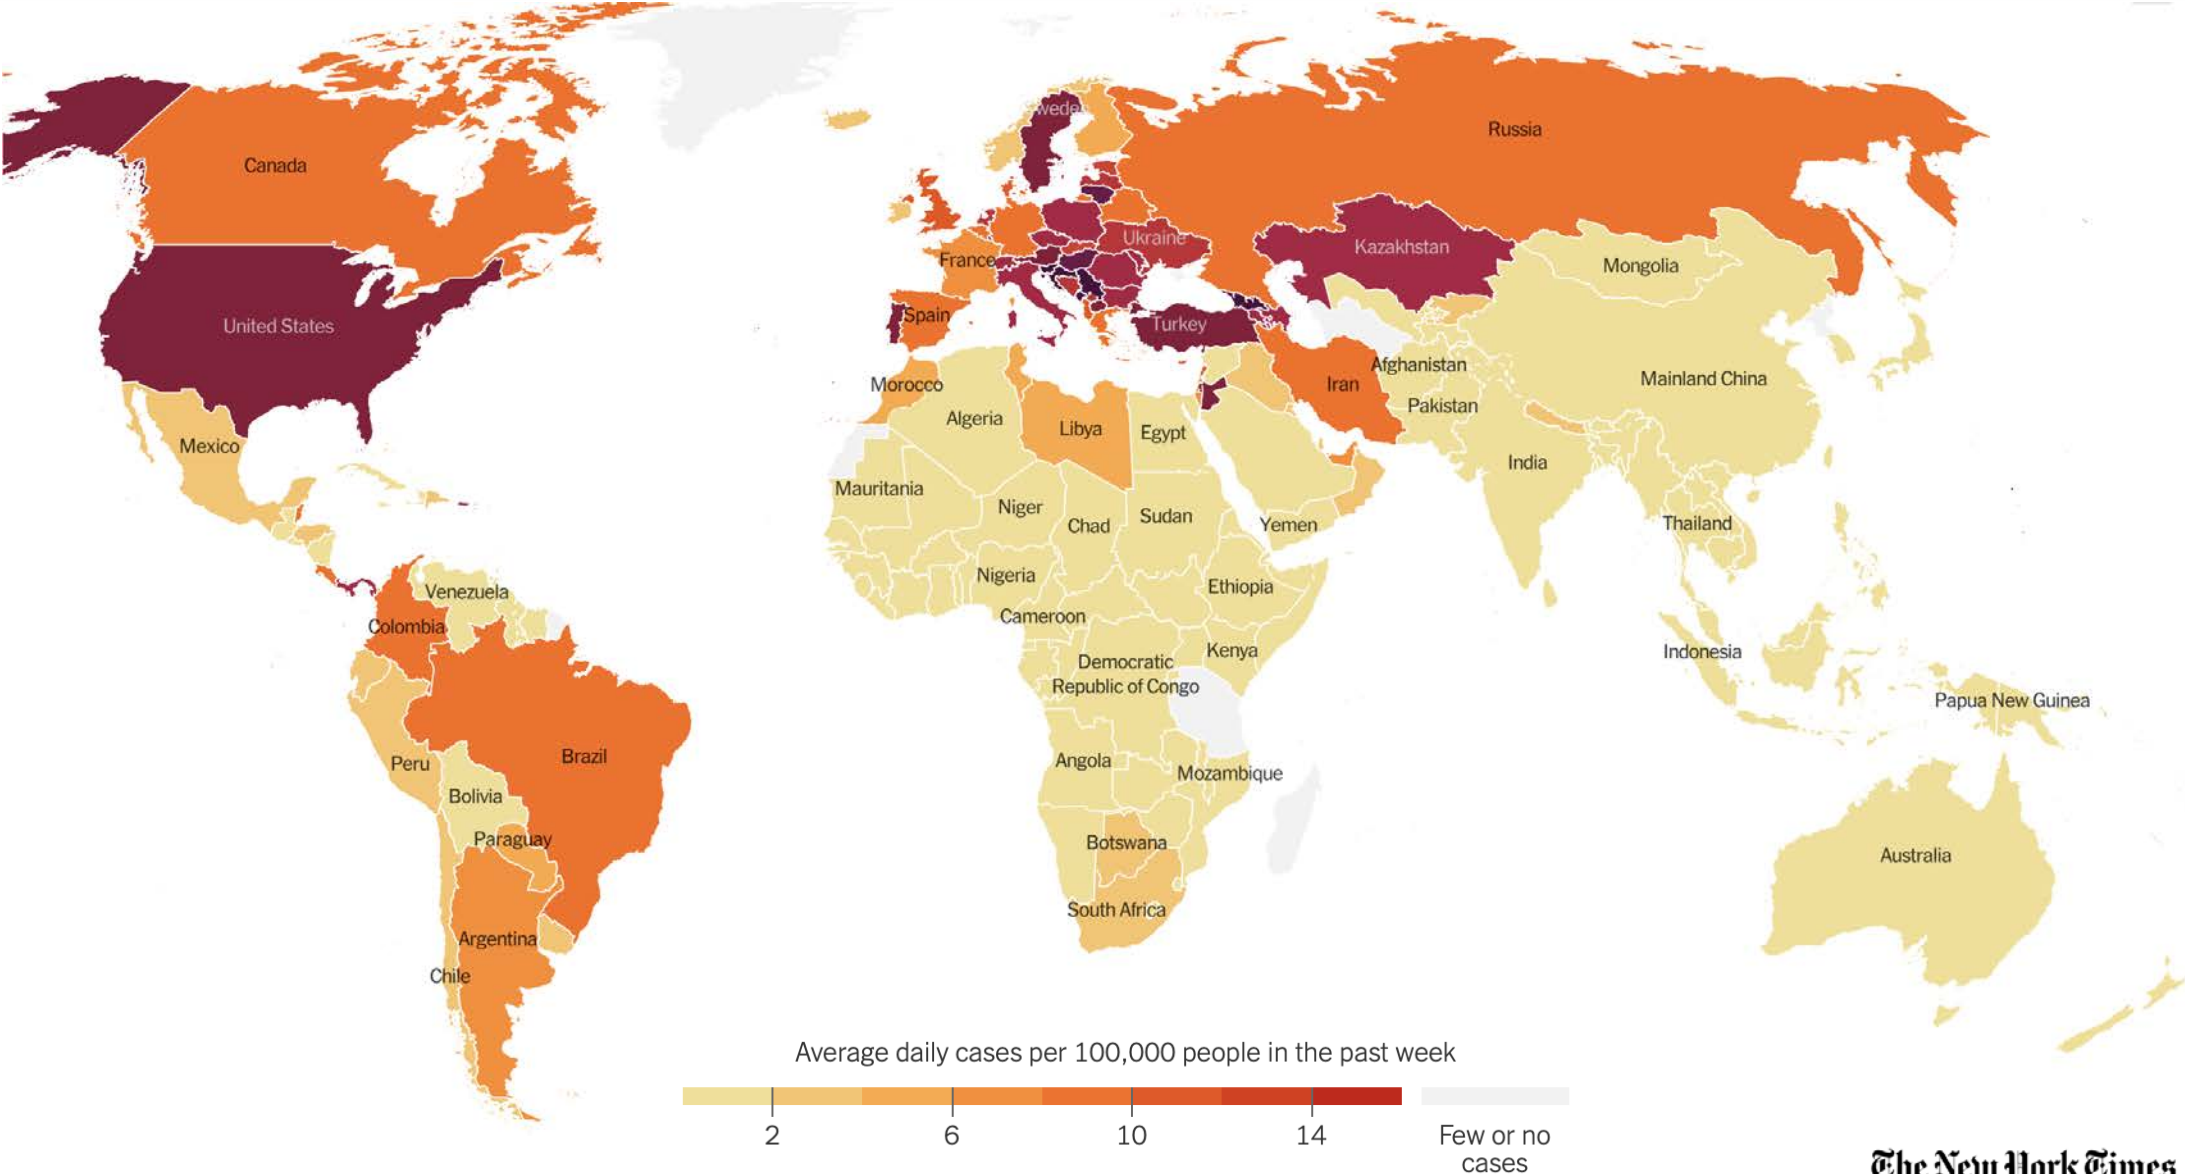 weden
Russia
Canada
Ukraine
Kazakhstan
France
Mongolia
United States
Spain
Turkey
Afghanistan
Morocco
Iran
Mainland China
Pakistan
Algeria
Libya
Egypt
Mexico
India
Mauritania
Niger
Chad
Sudan
Yemen
Thailand
Nigeria
Ethiopia
Venezuela
Cameroon
Colombia
Kenya
Indonesia
Democratic
Republic of Congo
Papua New Guinea
Brazil
Peru
Angola
Mozambique
Bolivia
Paraguay
Botswana
Australia
South Africa
Argentina
Chile
Average daily cases per 100,000 people in the past week
2 6 10 14 Few or no
cases
The New York Times